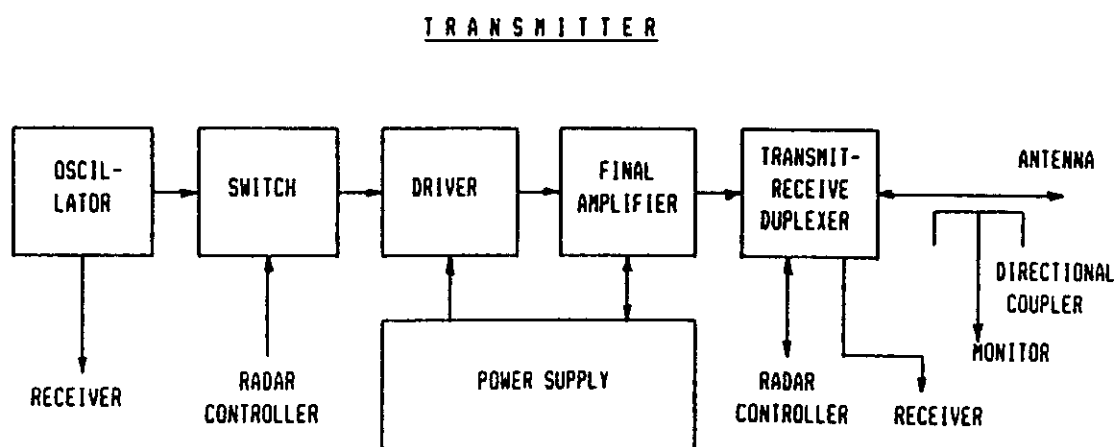 TRANSMITTER
OSCIL-
LATOR
SWITCH
DRIVER
FINAL
AMPLIFIER
TRANSMIT-
RECEIVE
DUPLEXER
ANTENNA
DIRECTIONAL
COUPLER
MONITOR
RECEIVER
RADAR
CONTROLLER
POWER SUPPLY
RADAR
CONTROLLER
RECEIVER